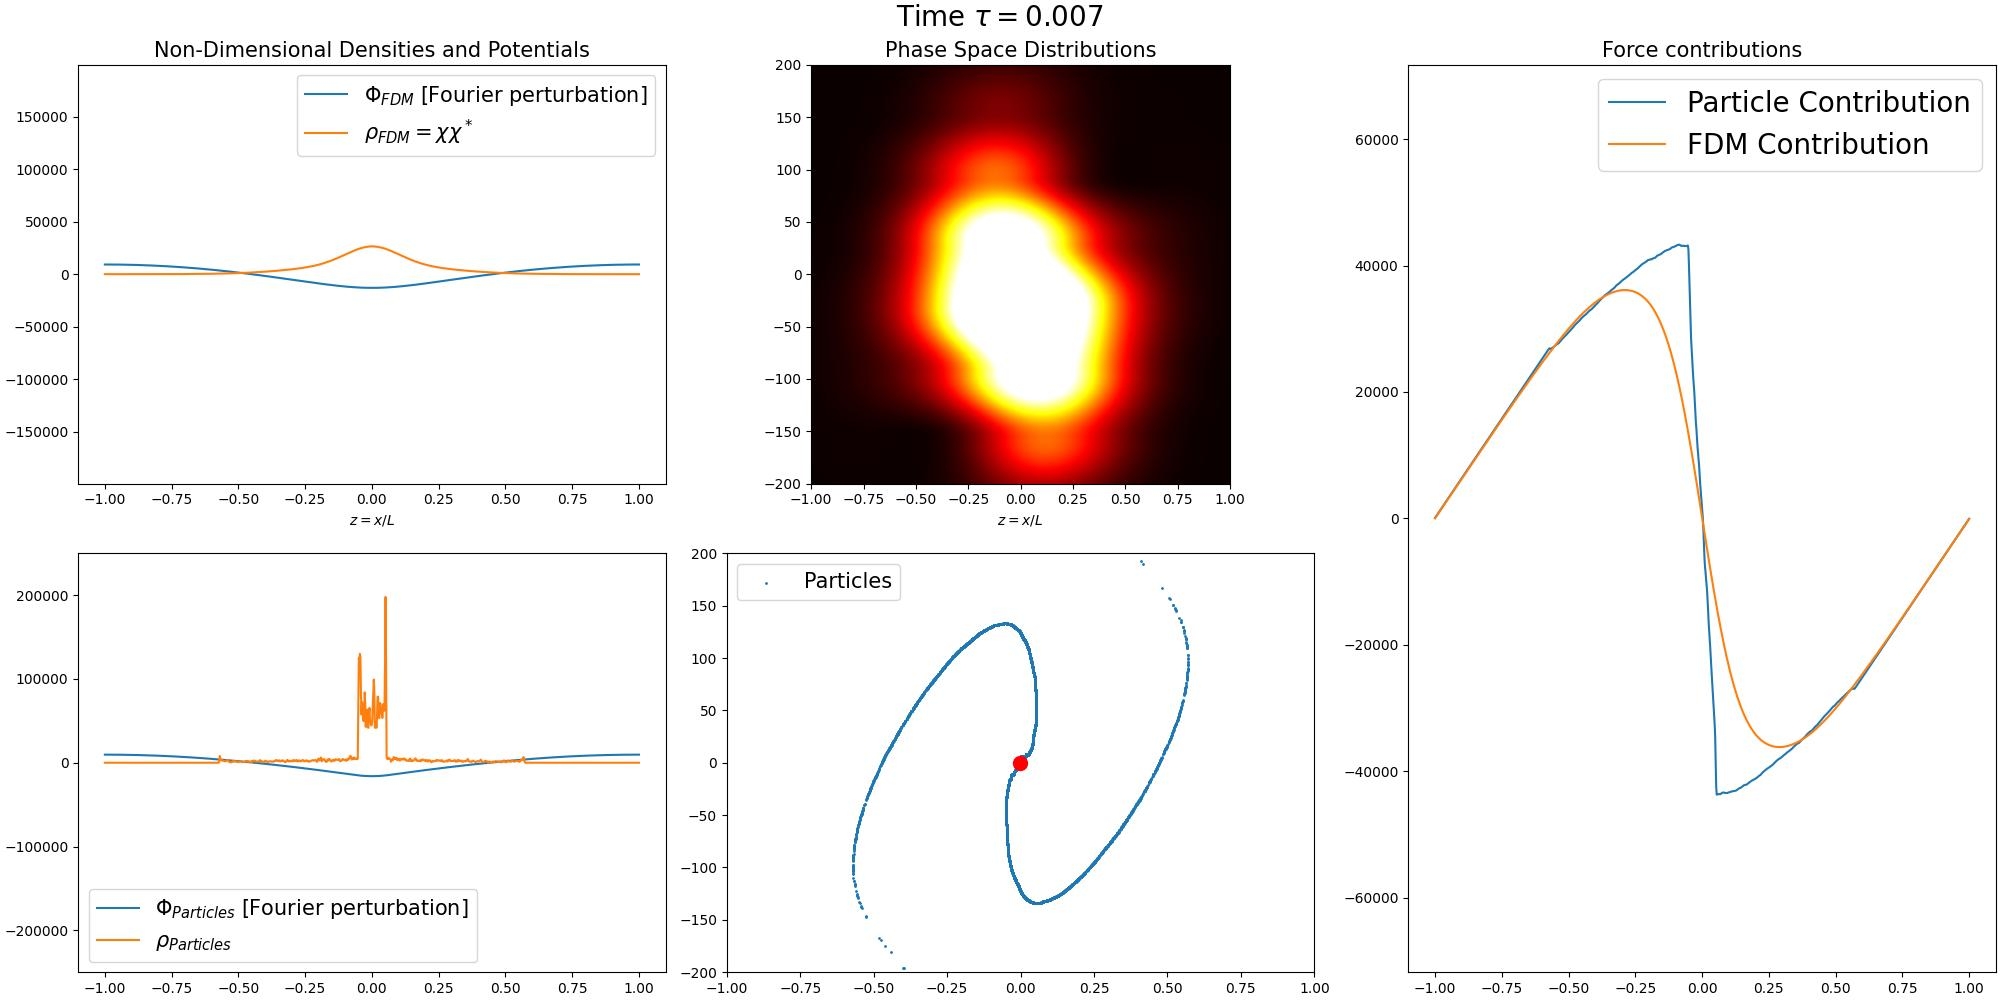 Time τ = 0.007
Non-Dimensional Densities and Potentials
Φ_FDM [Fourier perturbation]
ρ_FDM = χχ*
150000
100000
50000
0
−50000
−100000
−150000
−1.00 −0.75 −0.50 −0.25 0.00 0.25 0.50 0.75 1.00
z = x/L
Phase Space Distributions
200
150
100
50
0
−50
−100
−150
−200
−1.00 −0.75 −0.50 −0.25 0.00 0.25 0.50 0.75 1.00
z = x/L
Force contributions
Particle Contribution
FDM Contribution
60000
40000
20000
0
−20000
−40000
−60000
−1.00 −0.75 −0.50 −0.25 0.00 0.25 0.50 0.75 1.00
200000
100000
0
−100000
−200000
Φ_Particles [Fourier perturbation]
ρ_Particles
−1.00 −0.75 −0.50 −0.25 0.00 0.25 0.50 0.75 1.00
Particles
200
150
100
50
0
−50
−100
−150
−200
−1.00 −0.75 −0.50 −0.25 0.00 0.25 0.50 0.75 1.00